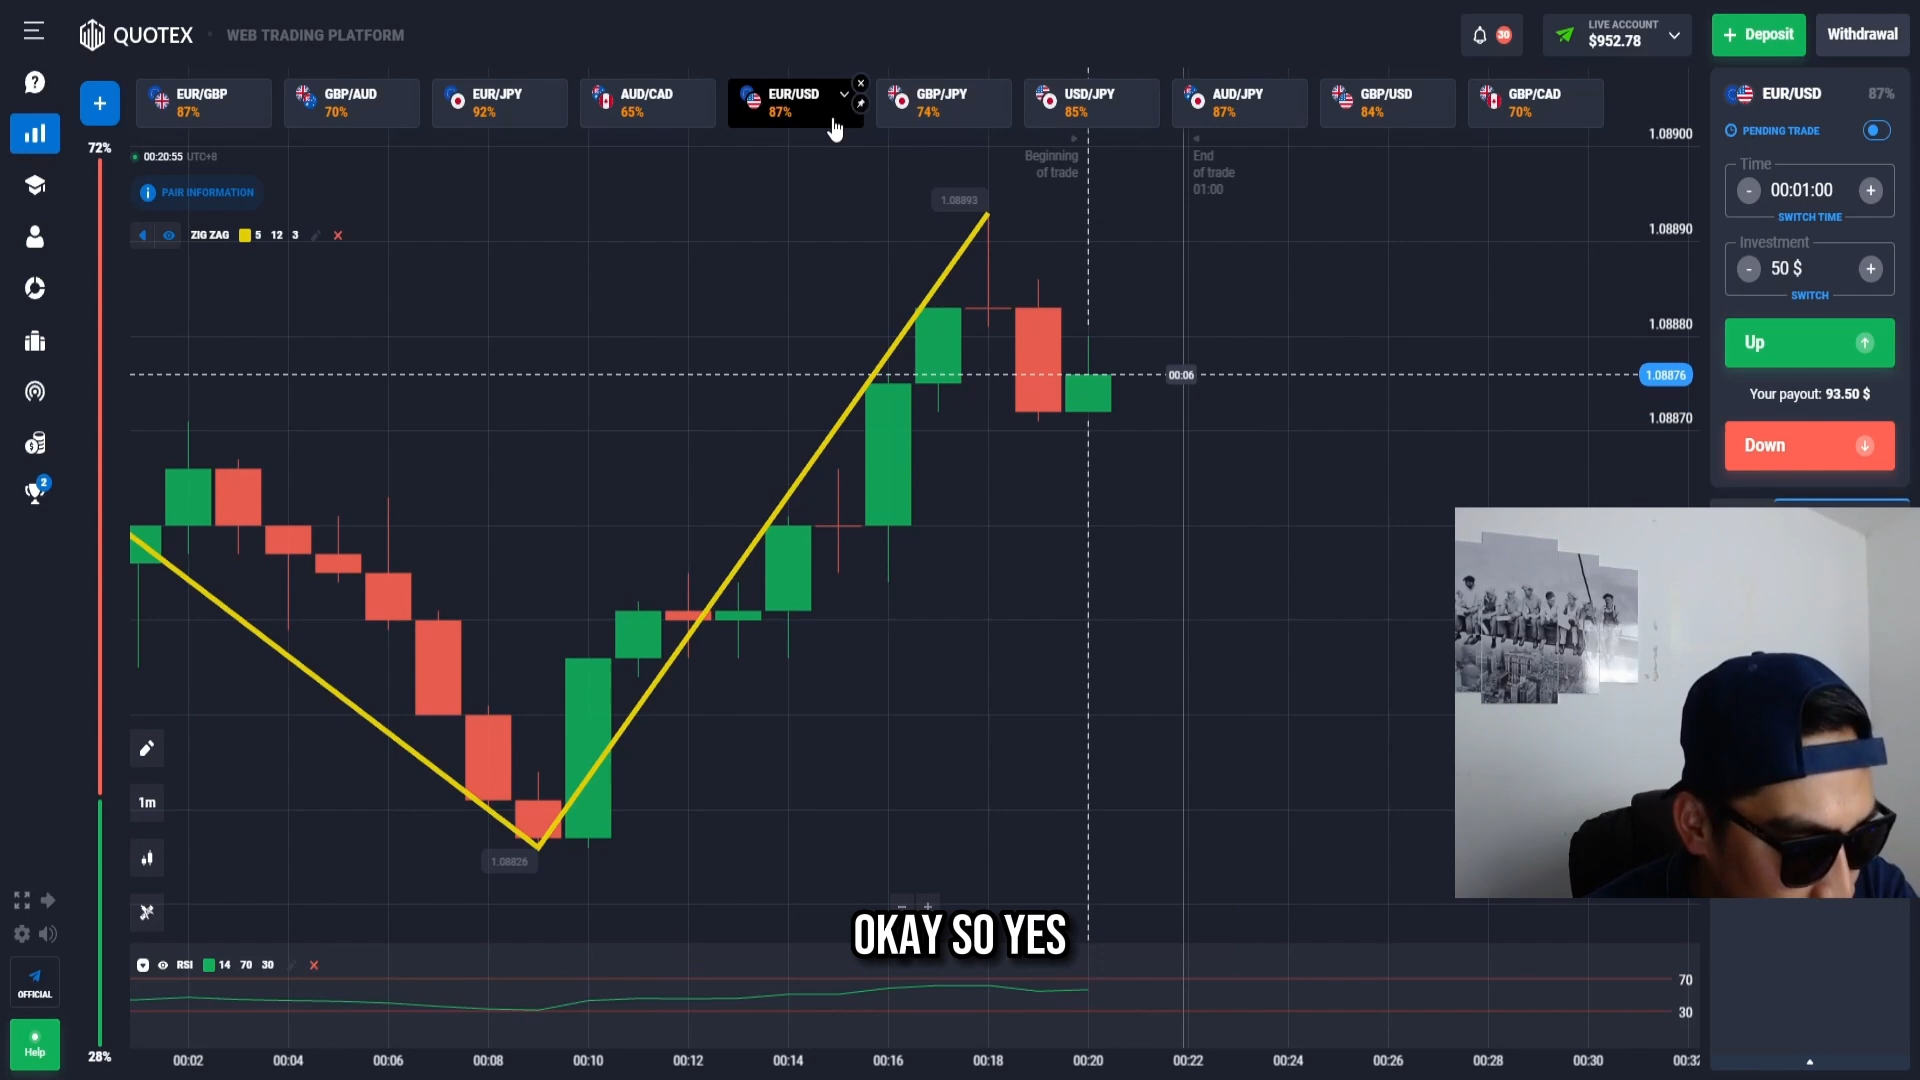 QUOTEX
WEB TRADING PLATFORM
30
LIVE ACCOUNT
$952.78
+ Deposit
Withdrawal
+
EUR/GBP
87%
GBP/AUD
70%
EUR/JPY
92%
AUD/CAD
65%
EUR/USD
87%
GBP/JPY
74%
USD/JPY
85%
AUD/JPY
87%
GBP/USD
84%
GBP/CAD
70%
EUR/USD
87%
PENDING TRADE
Time
- 00:01:00 +
SWITCH TIME
Investment
- 50 $ +
SWITCH
Up
Your payout: 93.50 $
Down
72%
00:20:55 UTC+8
PAIR INFORMATION
ZIG ZAG 5 12 3
Beginning
of trade
End
of trade
01:00
1.08893
00:06
1.08900
1.08890
1.08880
1.08876
1.08870
2
1m
1.08826
OKAY SO YES
RSI 14 70 30
70
30
OFFICIAL
Help
28%
00:02
00:04
00:06
00:08
00:10
00:12
00:14
00:16
00:18
00:20
00:22
00:24
00:26
00:28
00:30
00:32